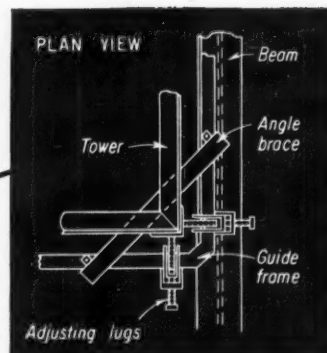 PLAN VIEW
Beam
Tower
Angle
brace
Guide
frame
Adjusting lugs